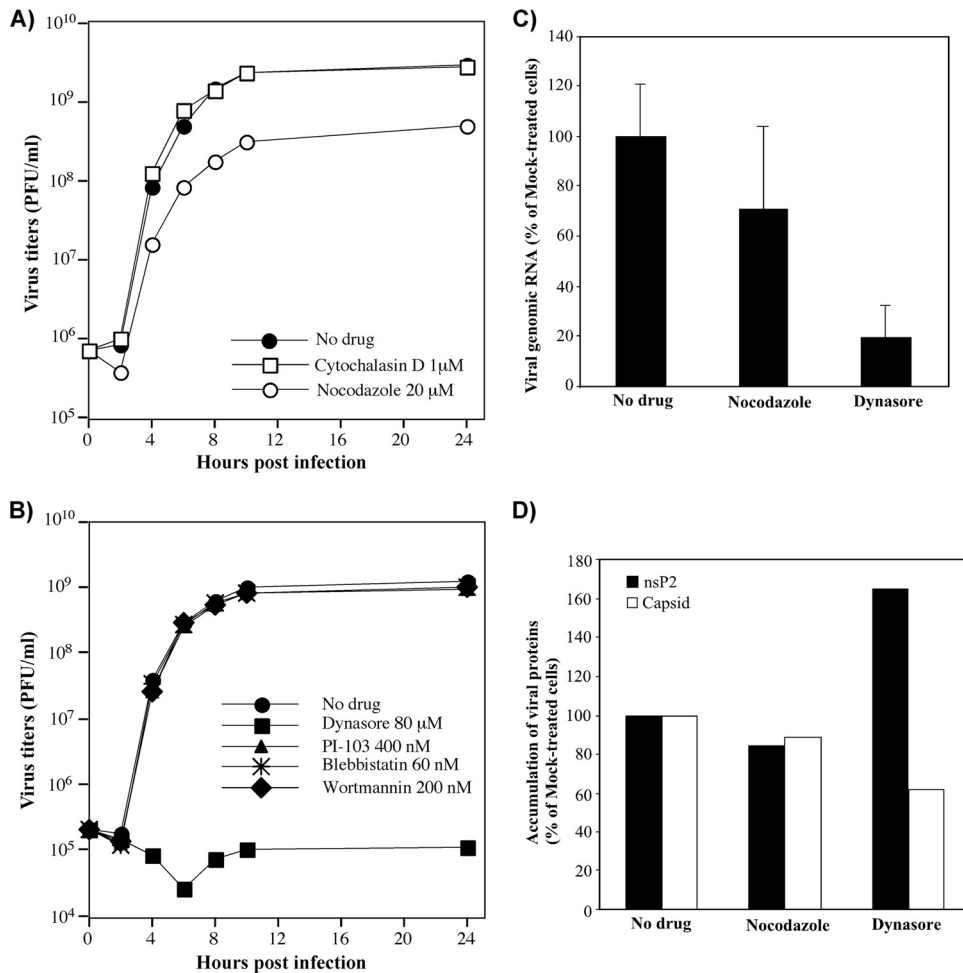 A)
10^10
10^9
10^8
10^7
10^6
10^5
Virus titers (PFU/ml)
No drug
Cytochalasin D 1μM
Nocodazole 20 μM
0 4 8 12 16 20 24
Hours post infection
B)
10^10
10^9
10^8
10^7
10^6
10^5
10^4
Virus titers (PFU/ml)
No drug
Dynasore 80 μM
PI-103 400 nM
Blebbistatin 60 nM
Wortmannin 200 nM
0 4 8 12 16 20 24
Hours post infection
C)
140
120
100
80
60
40
20
0
Viral genomic RNA (% of Mock-treated cells)
No drug Nocodazole Dynasore
D)
180
160
140
120
100
80
60
40
20
0
Accumulation of viral proteins
(% of Mock-treated cells)
nsP2
Capsid
No drug Nocodazole Dynasore